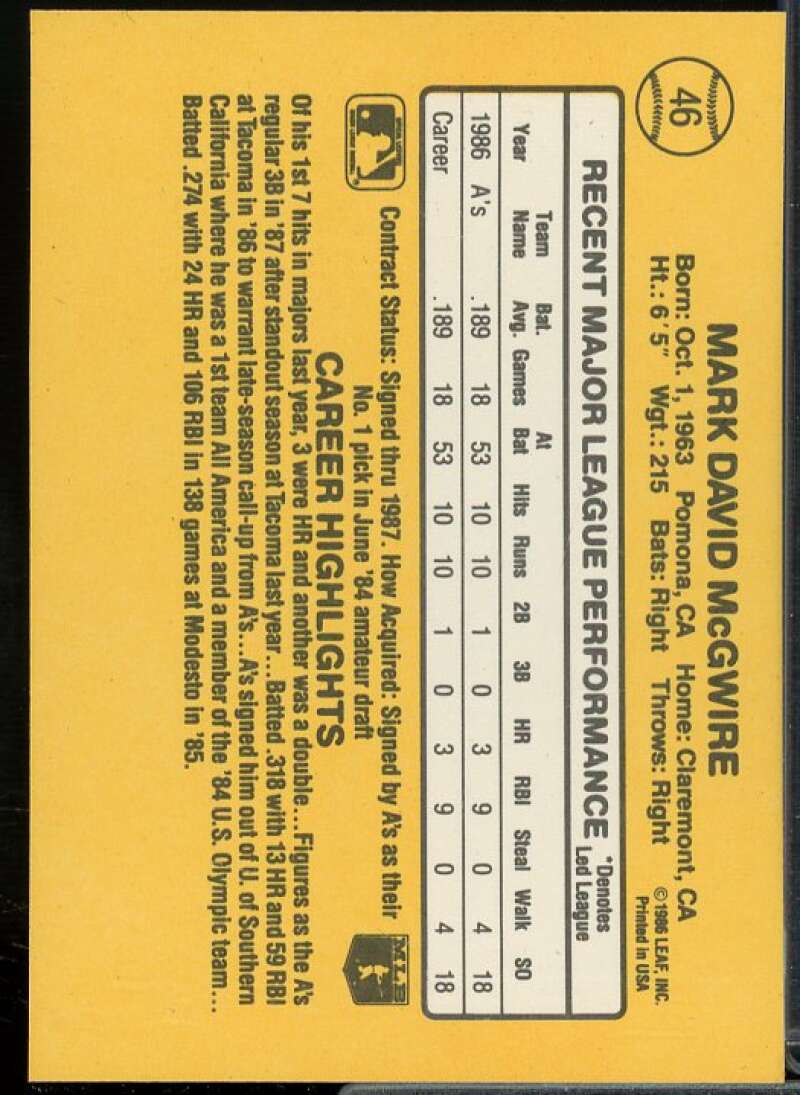 46
MARK DAVID McGWIRE
Born: Oct. 1, 1963 Pomona, CA Home: Claremont, CA
Ht.: 6'5" Wgt.: 215 Bats: Right Throws: Right
©1986 LEAF, INC.
Printed in USA
RECENT MAJOR LEAGUE PERFORMANCE *Denotes
Led League
Team Bat. At
Year Name Avg. Games Bat Hits Runs 2B 3B HR RBI Steal Walk SO
1986 A's .189 18 53 10 10 1 0 3 9 0 4 18
Career .189 18 53 10 10 1 0 3 9 0 4 18
Contract Status: Signed thru 1987. How Acquired: Signed by A's as their
No. 1 pick in June '84 amateur draft
MLB
CAREER HIGHLIGHTS
Of his 1st 7 hits in majors last year, 3 were HR and another was a double...Figures as the A's
regular 3B in '87 after standout season at Tacoma last year...Batted .318 with 13 HR and 59 RBI
at Tacoma in '86 to warrant late-season call-up from A's...A's signed him out of U. of Southern
California where he was a 1st team All America and a member of the '84 U.S. Olympic team...
Batted .274 with 24 HR and 106 RBI in 138 games at Modesto in '85.